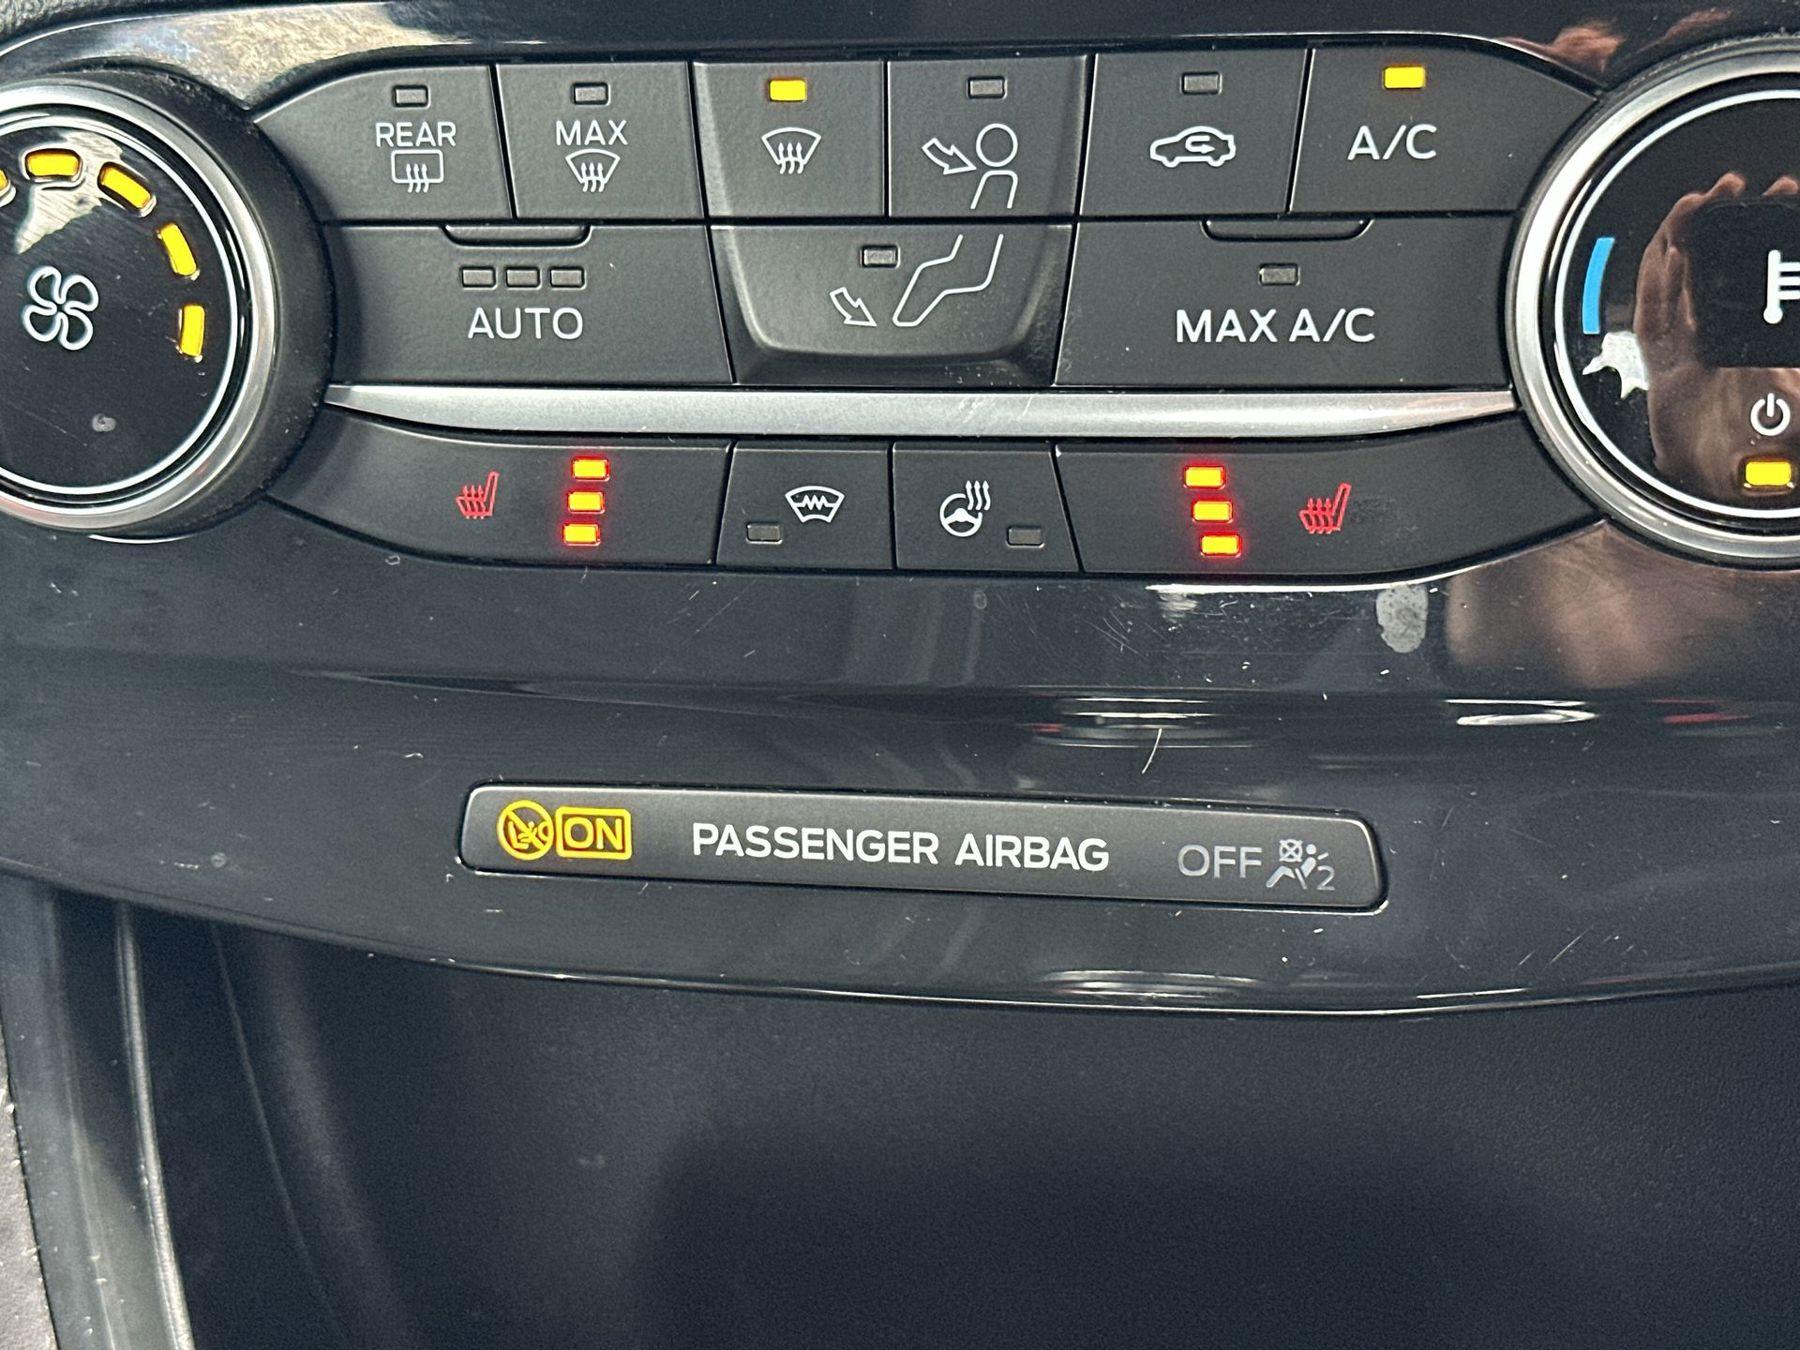 REAR
MAX
A/C
AUTO
MAX A/C
ON PASSENGER AIRBAG OFF 2